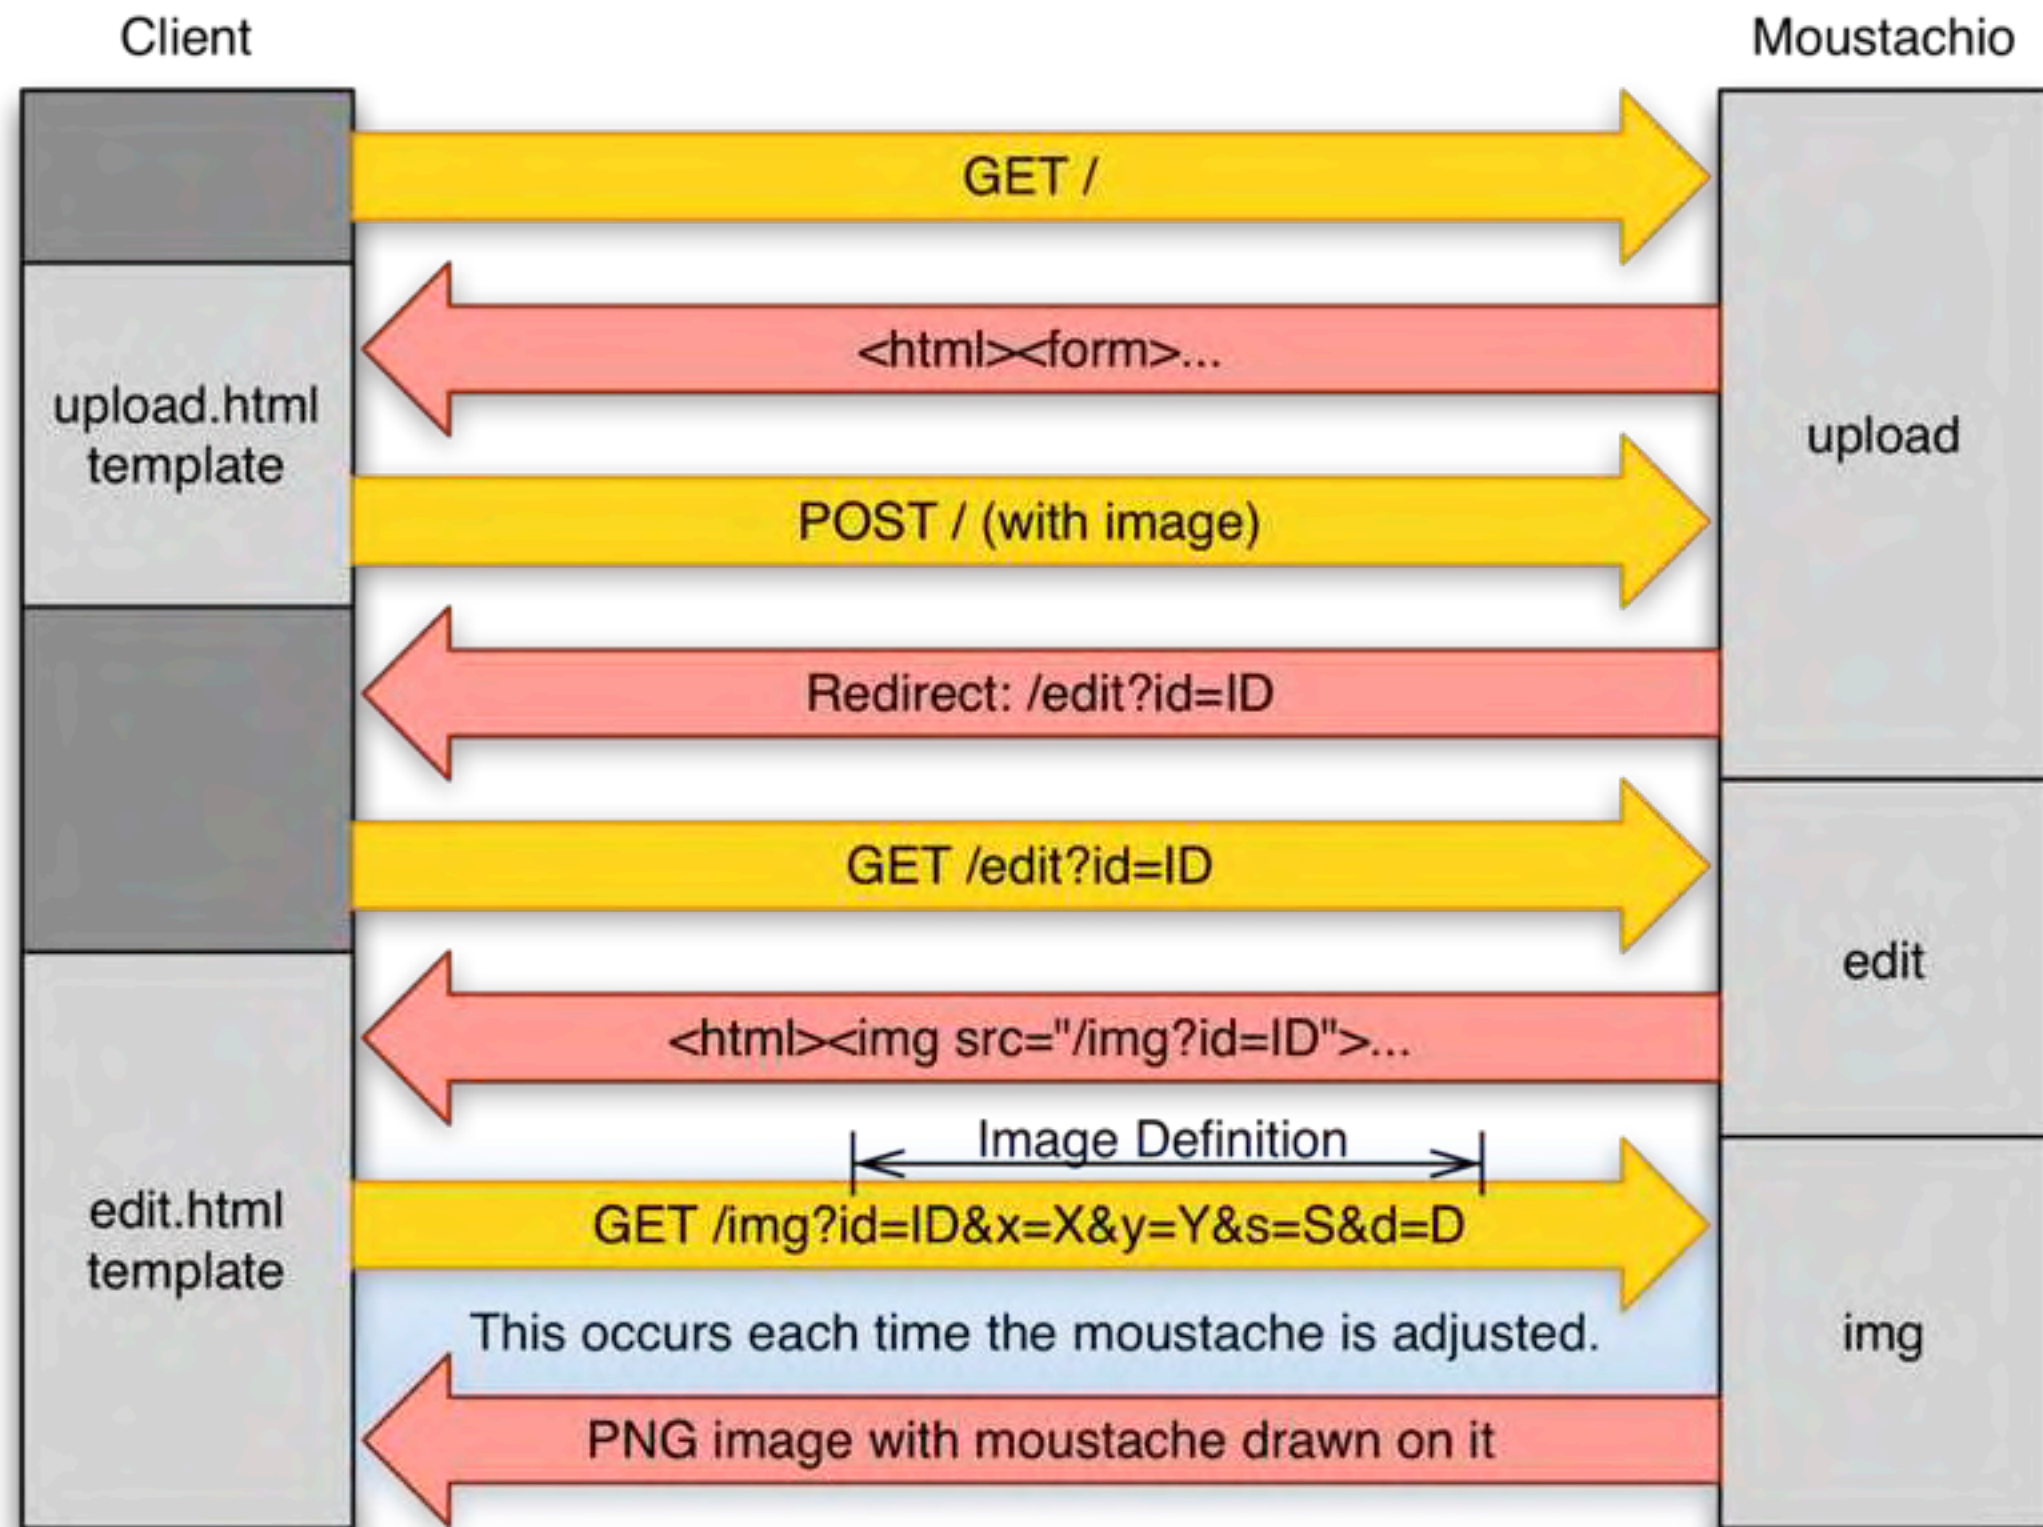 Client
Moustachio
GET /
<html><form>...
upload.html
template
upload
POST / (with image)
Redirect: /edit?id=ID
GET /edit?id=ID
edit
<html><img src="/img?id=ID">...
Image Definition
GET /img?id=ID&x=X&y=Y&s=S&d=D
edit.html
template
This occurs each time the moustache is adjusted.
img
PNG image with moustache drawn on it